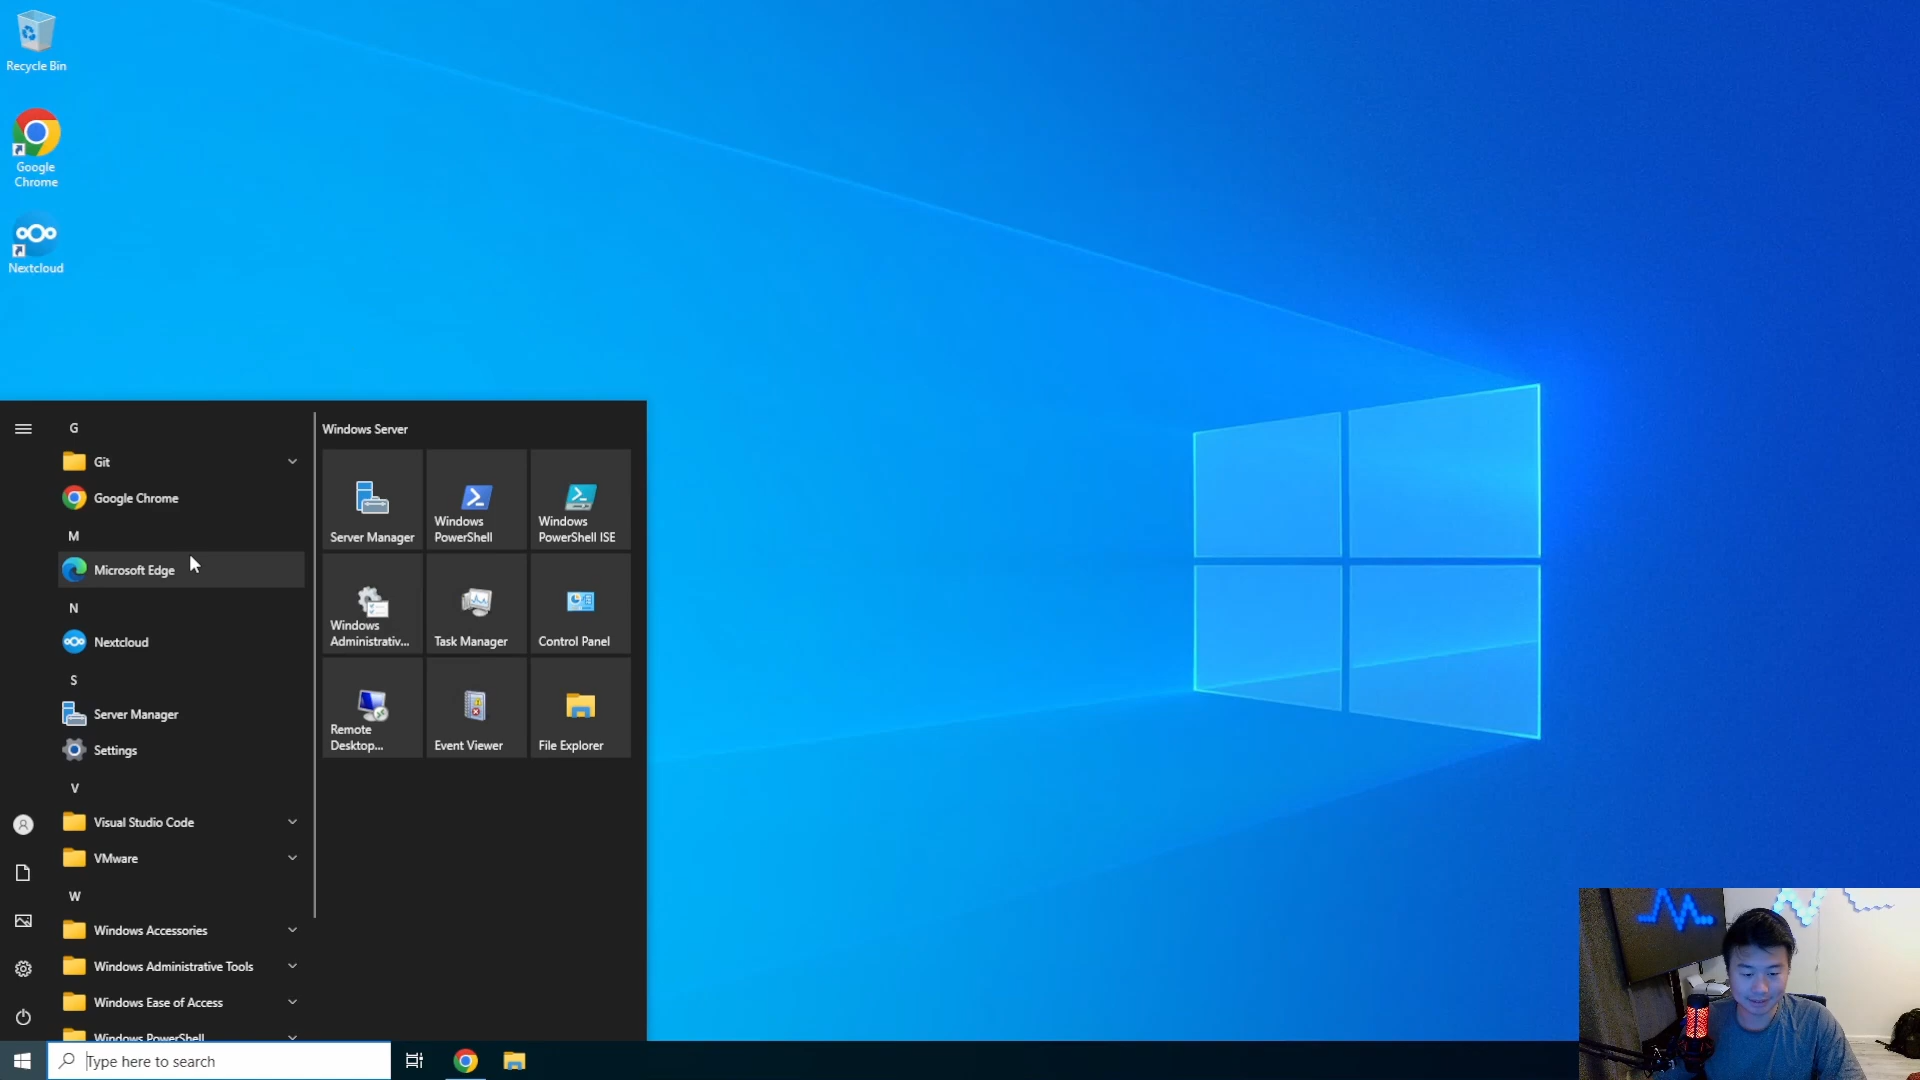 Recycle Bin
Google
Chrome
Nextcloud
G
Git
Google Chrome
M
Microsoft Edge
N
Nextcloud
S
Server Manager
Settings
V
Visual Studio Code
VMware
W
Windows Accessories
Windows Administrative Tools
Windows Ease of Access
Windows PowerShell
Windows Server
Server Manager
Windows
PowerShell
Windows
PowerShell ISE
Windows
Administrativ...
Task Manager
Control Panel
Remote
Desktop...
Event Viewer
File Explorer
Type here to search